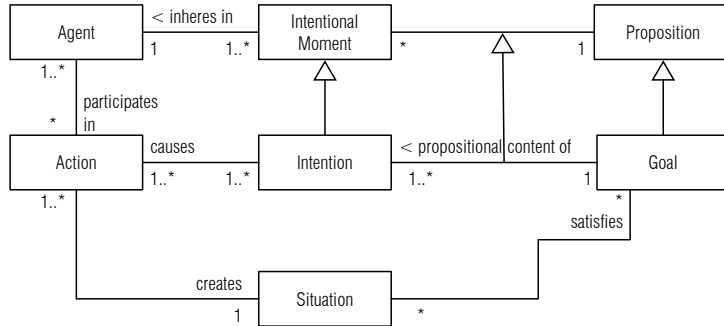 Agent
< inheres in
1
1..*
Intentional
Moment
*
1
Proposition
1..*
participates
in
*
Action
causes
1..*
1..*
Intention
< propositional content of
1..*
1
Goal
1..*
*
satisfies
creates
1
Situation
*